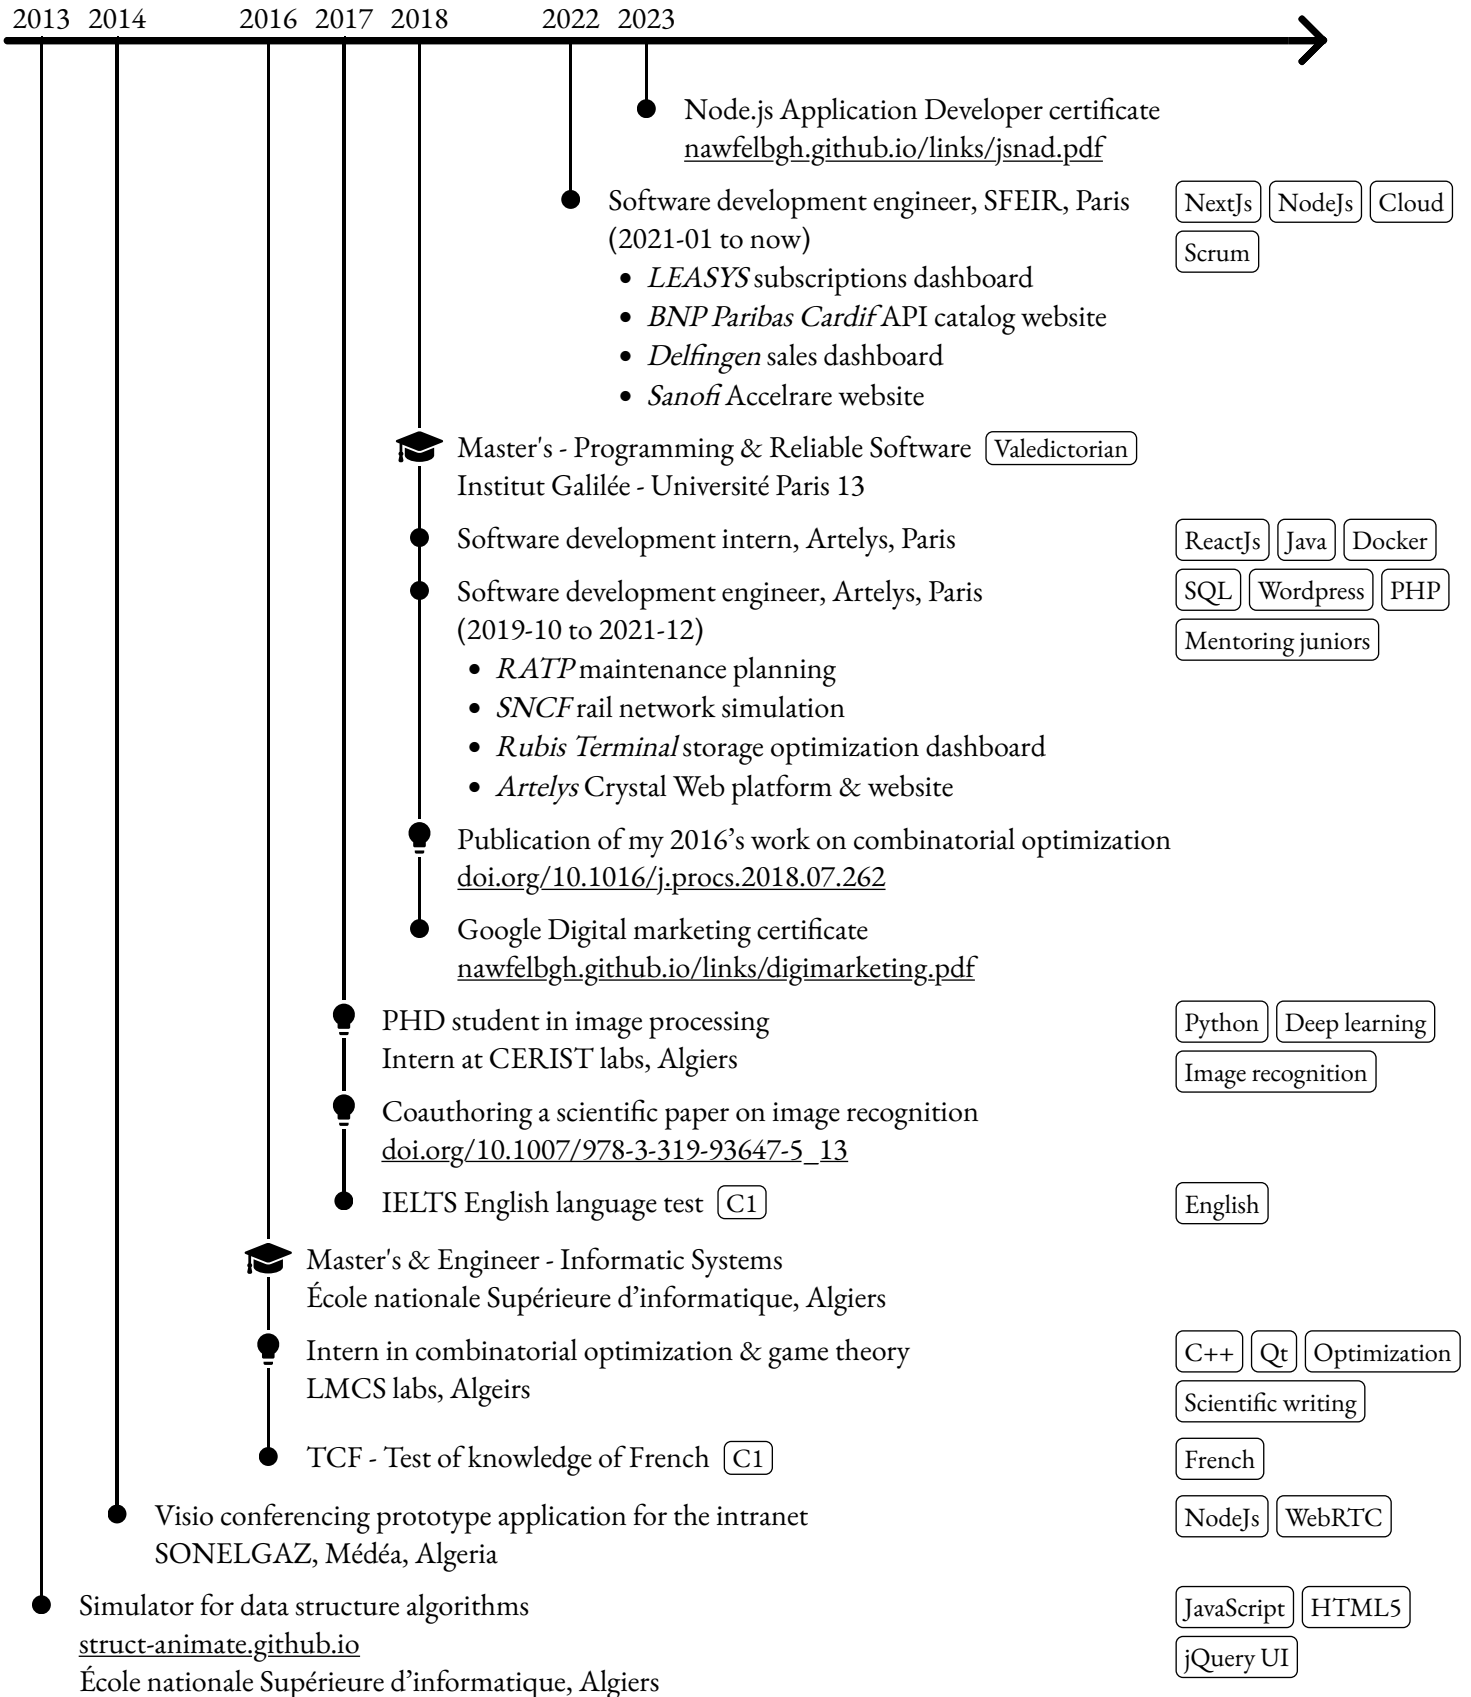 2013 2014 2016 2017 2018 2022 2023
Node.js Application Developer certificate
nawfelbgh.github.io/links/jsnad.pdf
Software development engineer, SFEIR, Paris NextJs NodeJs Cloud
(2021-01 to now) Scrum
• LEASYS subscriptions dashboard
• BNP Paribas Cardif API catalog website
• Delfingen sales dashboard
• Sanofi Accelrare website
Master's - Programming & Reliable Software Valedictorian
Institut Galilée - Université Paris 13
Software development intern, Artelys, Paris ReactJs Java Docker
Software development engineer, Artelys, Paris SQL Wordpress PHP
(2019-10 to 2021-12) Mentoring juniors
• RATP maintenance planning
• SNCF rail network simulation
• Rubis Terminal storage optimization dashboard
• Artelys Crystal Web platform & website
Publication of my 2016’s work on combinatorial optimization
doi.org/10.1016/j.procs.2018.07.262
Google Digital marketing certificate
nawfelbgh.github.io/links/digimarketing.pdf
PHD student in image processing Python Deep learning
Intern at CERIST labs, Algiers Image recognition
Coauthoring a scientific paper on image recognition
doi.org/10.1007/978-3-319-93647-5_13
IELTS English language test C1 English
Master's & Engineer - Informatic Systems
École nationale Supérieure d’informatique, Algiers
Intern in combinatorial optimization & game theory C++ Qt Optimization
LMCS labs, Algeirs Scientific writing
TCF - Test of knowledge of French C1 French
Visio conferencing prototype application for the intranet NodeJs WebRTC
SONELGAZ, Médéa, Algeria
Simulator for data structure algorithms JavaScript HTML5
struct-animate.github.io jQuery UI
École nationale Supérieure d’informatique, Algiers